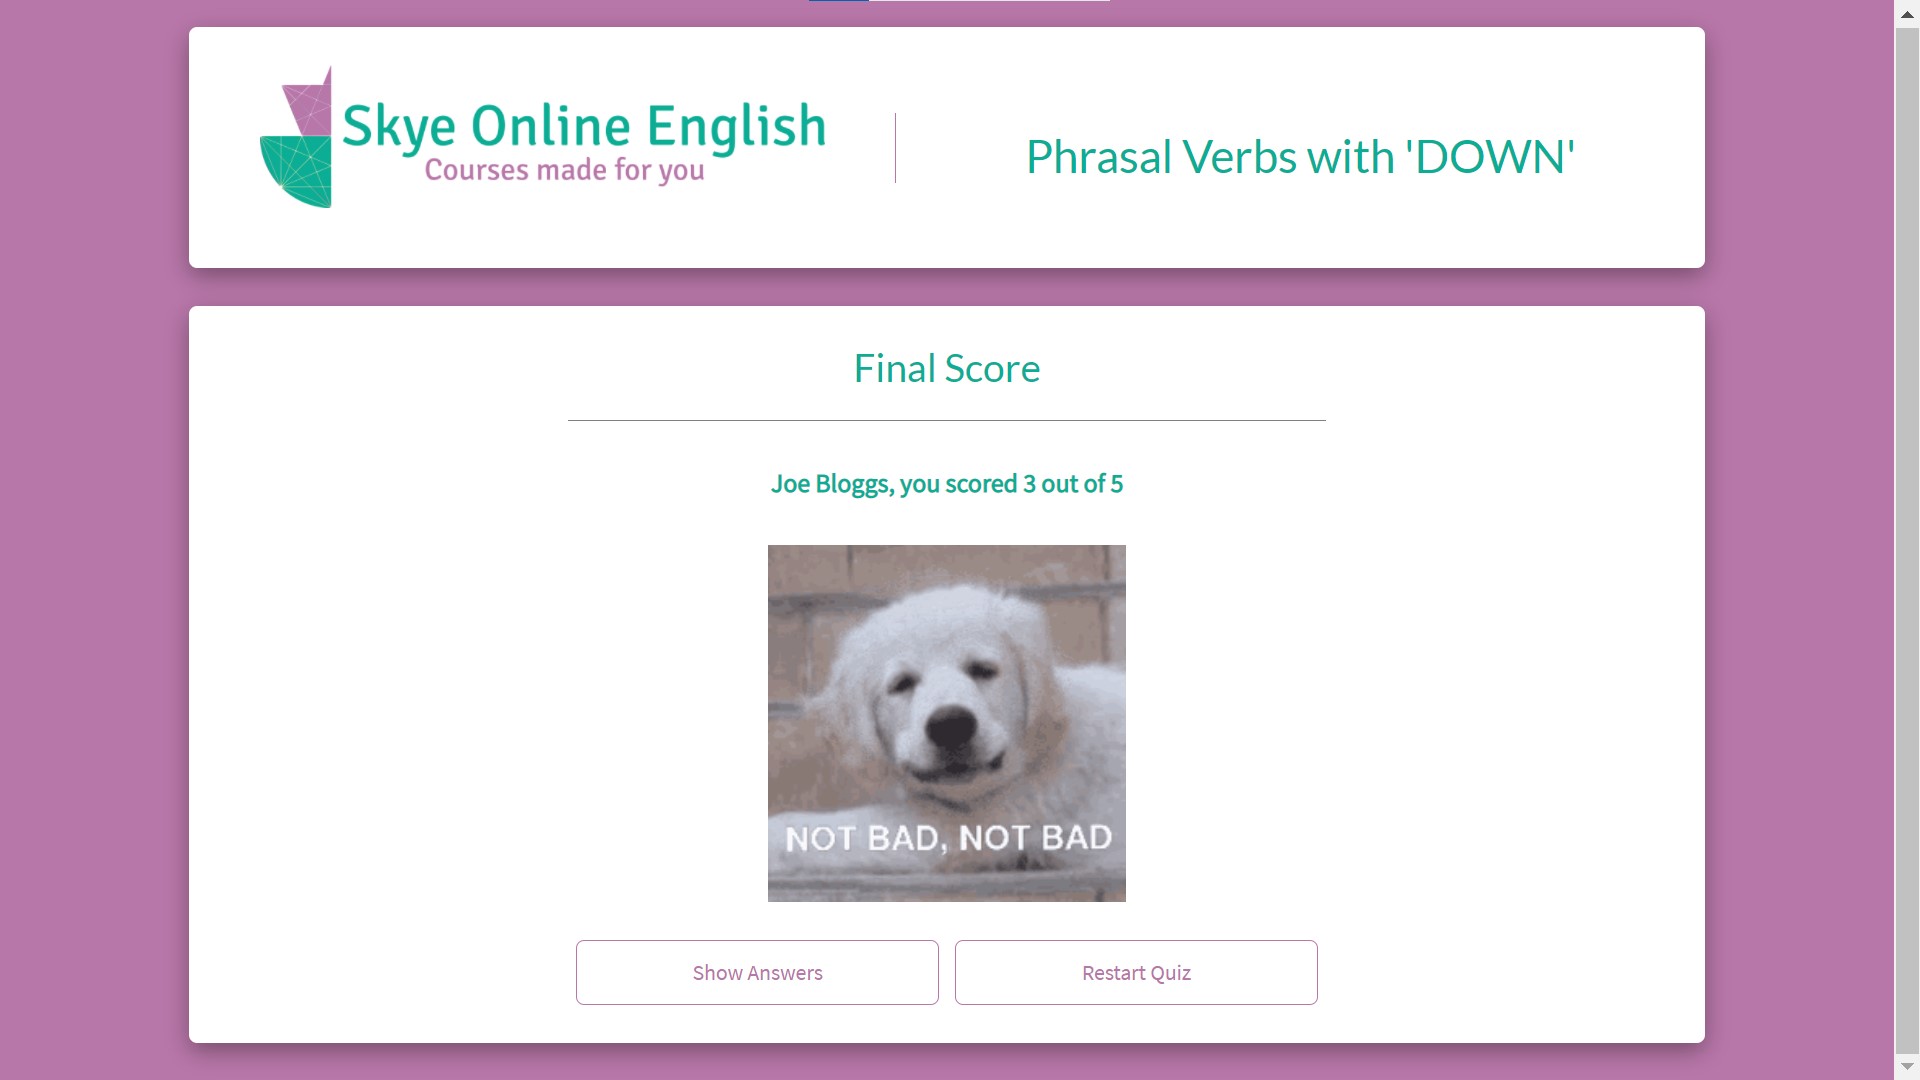 Skye Online English
Courses made for you
Phrasal Verbs with 'DOWN'
Final Score
Joe Bloggs, you scored 3 out of 5
NOT BAD, NOT BAD
Show Answers
Restart Quiz